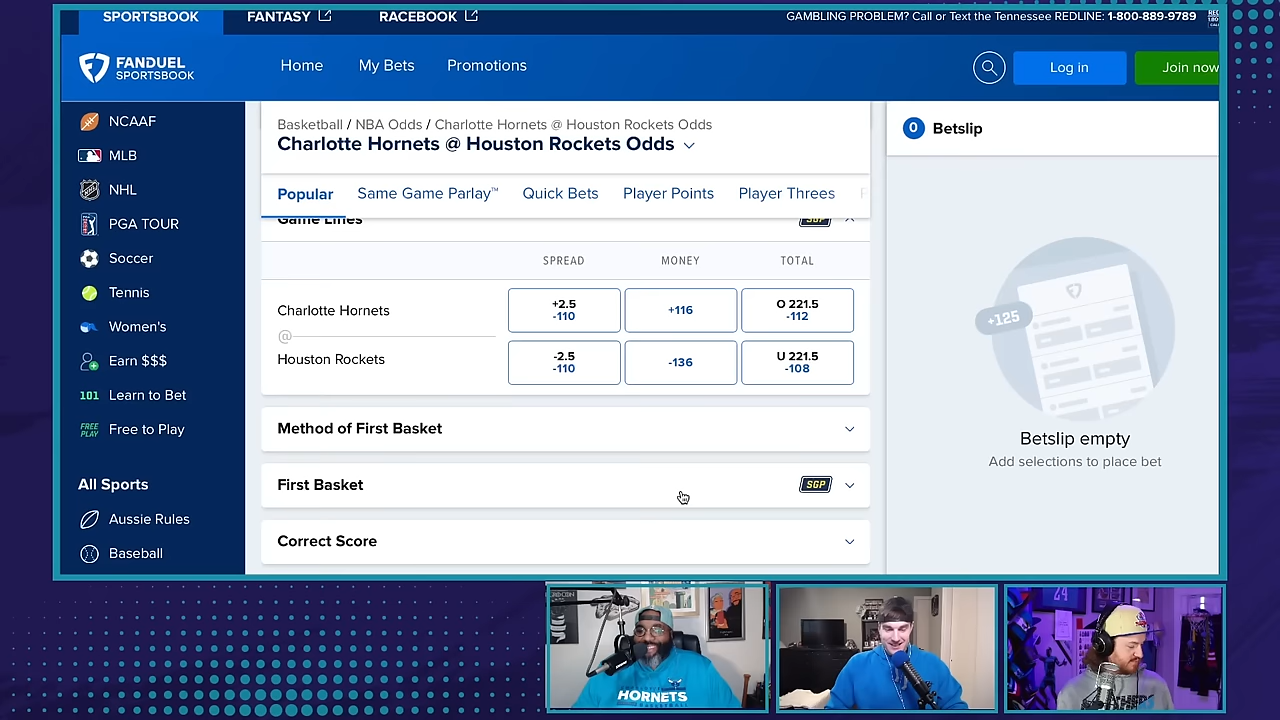 SPORTSBOOK
FANTASY
RACEBOOK
GAMBLING PROBLEM? Call or Text the Tennessee REDLINE: 1-800-889-9789
FANDUEL
SPORTSBOOK
Home
My Bets
Promotions
Log in
Join now
NCAAF
MLB
NHL
PGA TOUR
Soccer
Tennis
Women's
Earn $$$
101 Learn to Bet
FREE PLAY Free to Play
All Sports
Aussie Rules
Baseball
Basketball / NBA Odds / Charlotte Hornets @ Houston Rockets Odds
Charlotte Hornets @ Houston Rockets Odds
Popular
Same Game Parlay™
Quick Bets
Player Points
Player Threes
Game Lines
SGP
SPREAD
MONEY
TOTAL
Charlotte Hornets
+2.5
-110
+116
O 221.5
-112
@
Houston Rockets
-2.5
-110
-136
U 221.5
-108
Method of First Basket
First Basket
SGP
Correct Score
0 Betslip
+125
Betslip empty
Add selections to place bet
HORNETS
24